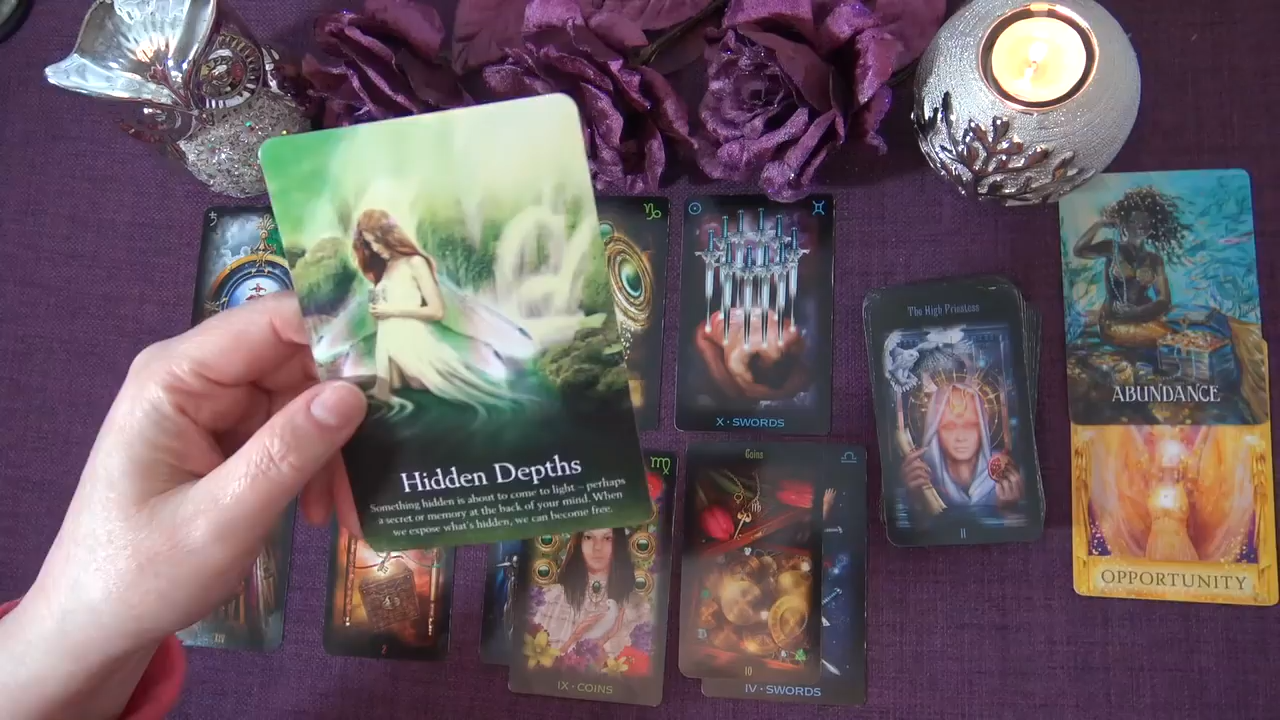 Hidden Depths
Something hidden is about to come to light – perhaps
a secret or memory at the back of your mind. When
we expose what's hidden, we can become free.
X · SWORDS
The High Priestess
II
ABUNDANCE
OPPORTUNITY
Coins
10
IX · COINS
IV · SWORDS